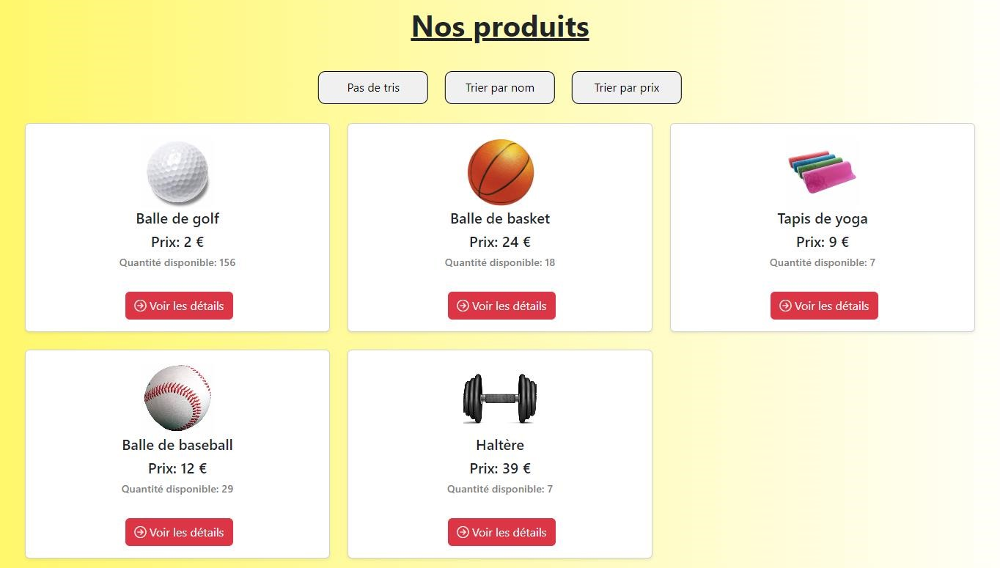 Nos produits
Pas de tris
Trier par nom
Trier par prix
Balle de golf
Prix: 2 €
Quantité disponible: 156
Voir les détails
Balle de basket
Prix: 24 €
Quantité disponible: 18
Voir les détails
Tapis de yoga
Prix: 9 €
Quantité disponible: 7
Voir les détails
Balle de baseball
Prix: 12 €
Quantité disponible: 29
Voir les détails
Haltère
Prix: 39 €
Quantité disponible: 7
Voir les détails